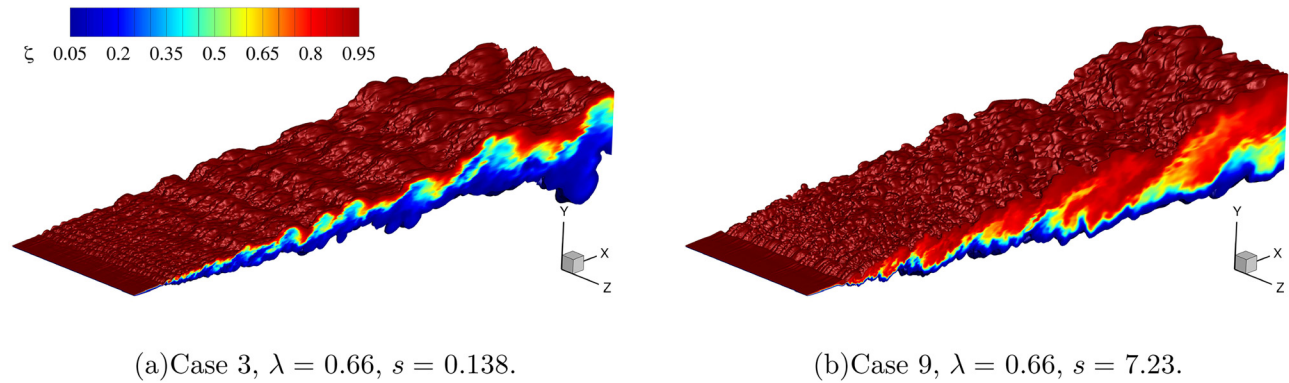 ζ 0.05 0.2 0.35 0.5 0.65 0.8 0.95
Y
X
Z
Y
X
Z
(a)Case 3, λ = 0.66, s = 0.138.
(b)Case 9, λ = 0.66, s = 7.23.